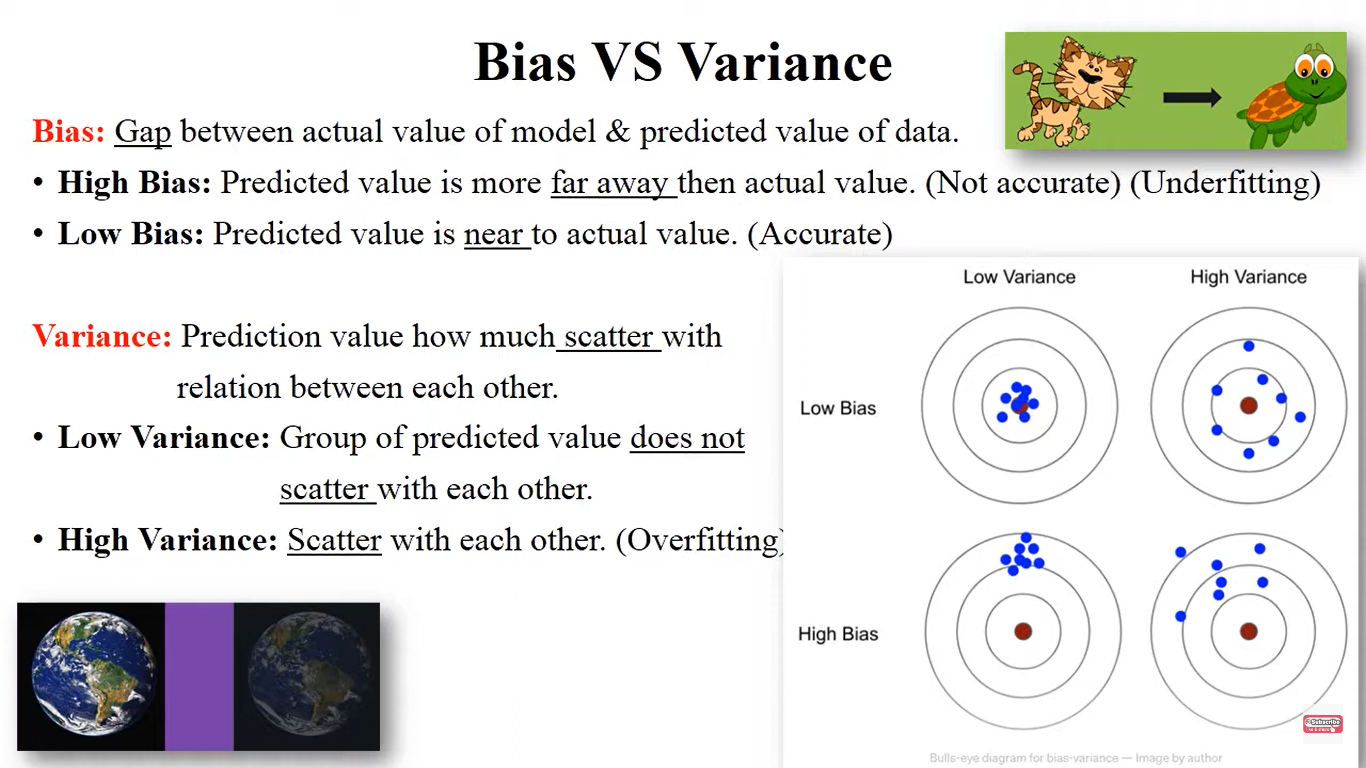 Bias VS Variance
Bias: Gap between actual value of model & predicted value of data.
• High Bias: Predicted value is more far away then actual value. (Not accurate) (Underfitting)
• Low Bias: Predicted value is near to actual value. (Accurate)
Variance: Prediction value how much scatter with
relation between each other.
• Low Variance: Group of predicted value does not
scatter with each other.
• High Variance: Scatter with each other. (Overfitting)
Low Variance
High Variance
Low Bias
High Bias
Subscribe
Bulls-eye diagram for bias-variance — Image by author